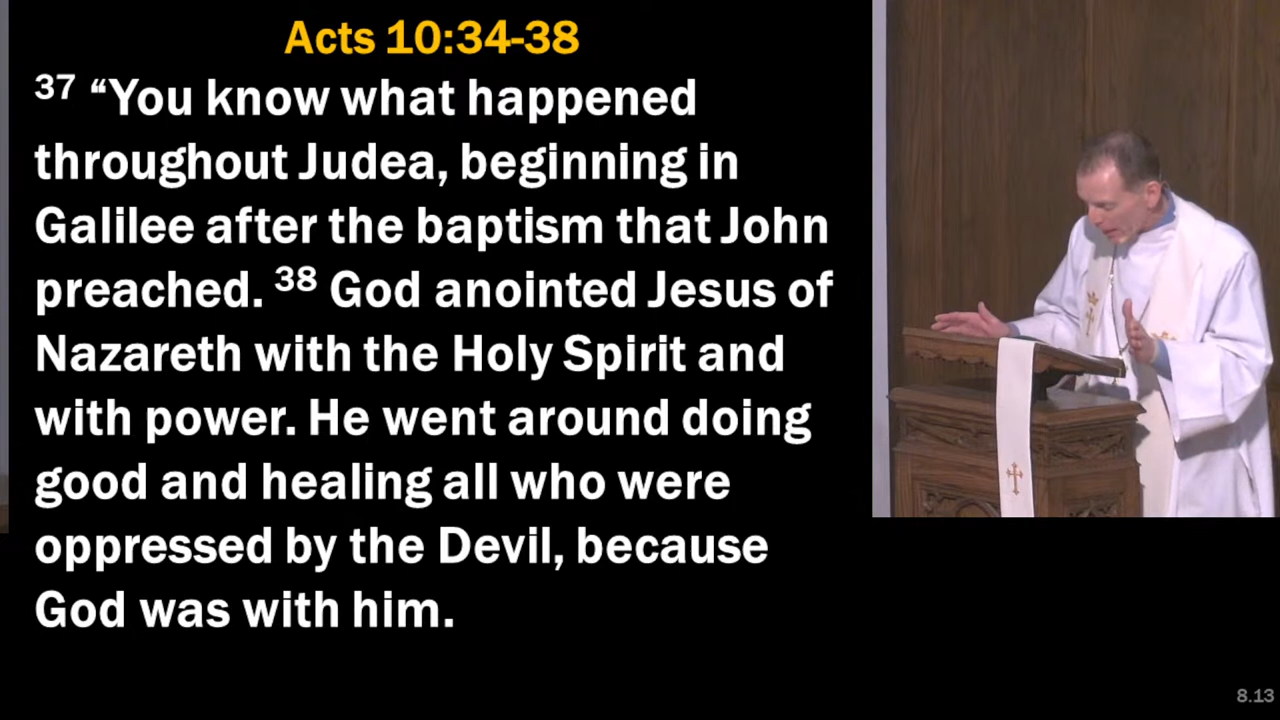 Acts 10:34-38
37 “You know what happened
throughout Judea, beginning in
Galilee after the baptism that John
preached. 38 God anointed Jesus of
Nazareth with the Holy Spirit and
with power. He went around doing
good and healing all who were
oppressed by the Devil, because
God was with him.
8.13